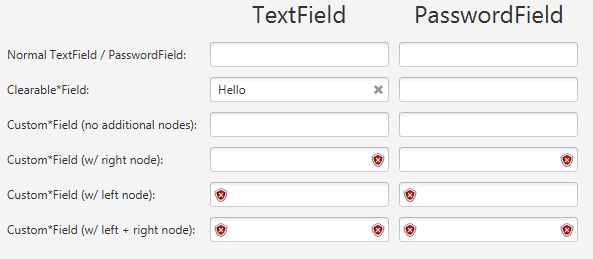 TextField PasswordField
Normal TextField / PasswordField:
Clearable*Field: Hello
Custom*Field (no additional nodes):
Custom*Field (w/ right node):
Custom*Field (w/ left node):
Custom*Field (w/ left + right node):